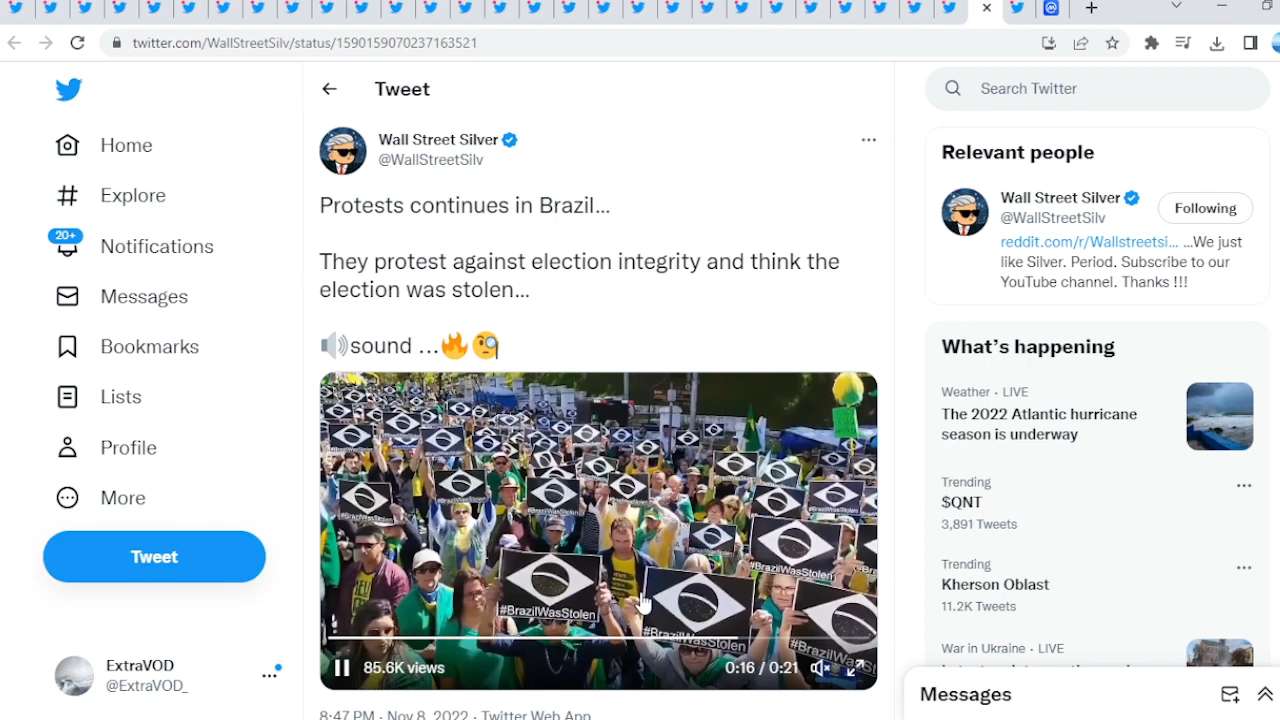 twitter.com/WallStreetSilv/status/1590159070237163521
Home
Explore
20+
Notifications
Messages
Bookmarks
Lists
Profile
More
Tweet
ExtraVOD
@ExtraVOD_
Tweet
Wall Street Silver
@WallStreetSilv
Protests continues in Brazil...
They protest against election integrity and think the
election was stolen...
sound ...
#BrazilWasStolen
#BrazilWasStolen
#BrazilWasStolen
#BrazilWasStolen
#BrazilWasStolen
#BrazilWasStolen
85.6K views
0:16 / 0:21
8:47 PM · Nov 8, 2022 · Twitter Web App
Search Twitter
Relevant people
Wall Street Silver
@WallStreetSilv
Following
reddit.com/r/Wallstreetsi... ...We just
like Silver. Period. Subscribe to our
YouTube channel. Thanks !!!
What's happening
Weather · LIVE
The 2022 Atlantic hurricane
season is underway
Trending
$QNT
3,891 Tweets
Trending
Kherson Oblast
11.2K Tweets
War in Ukraine · LIVE
Messages